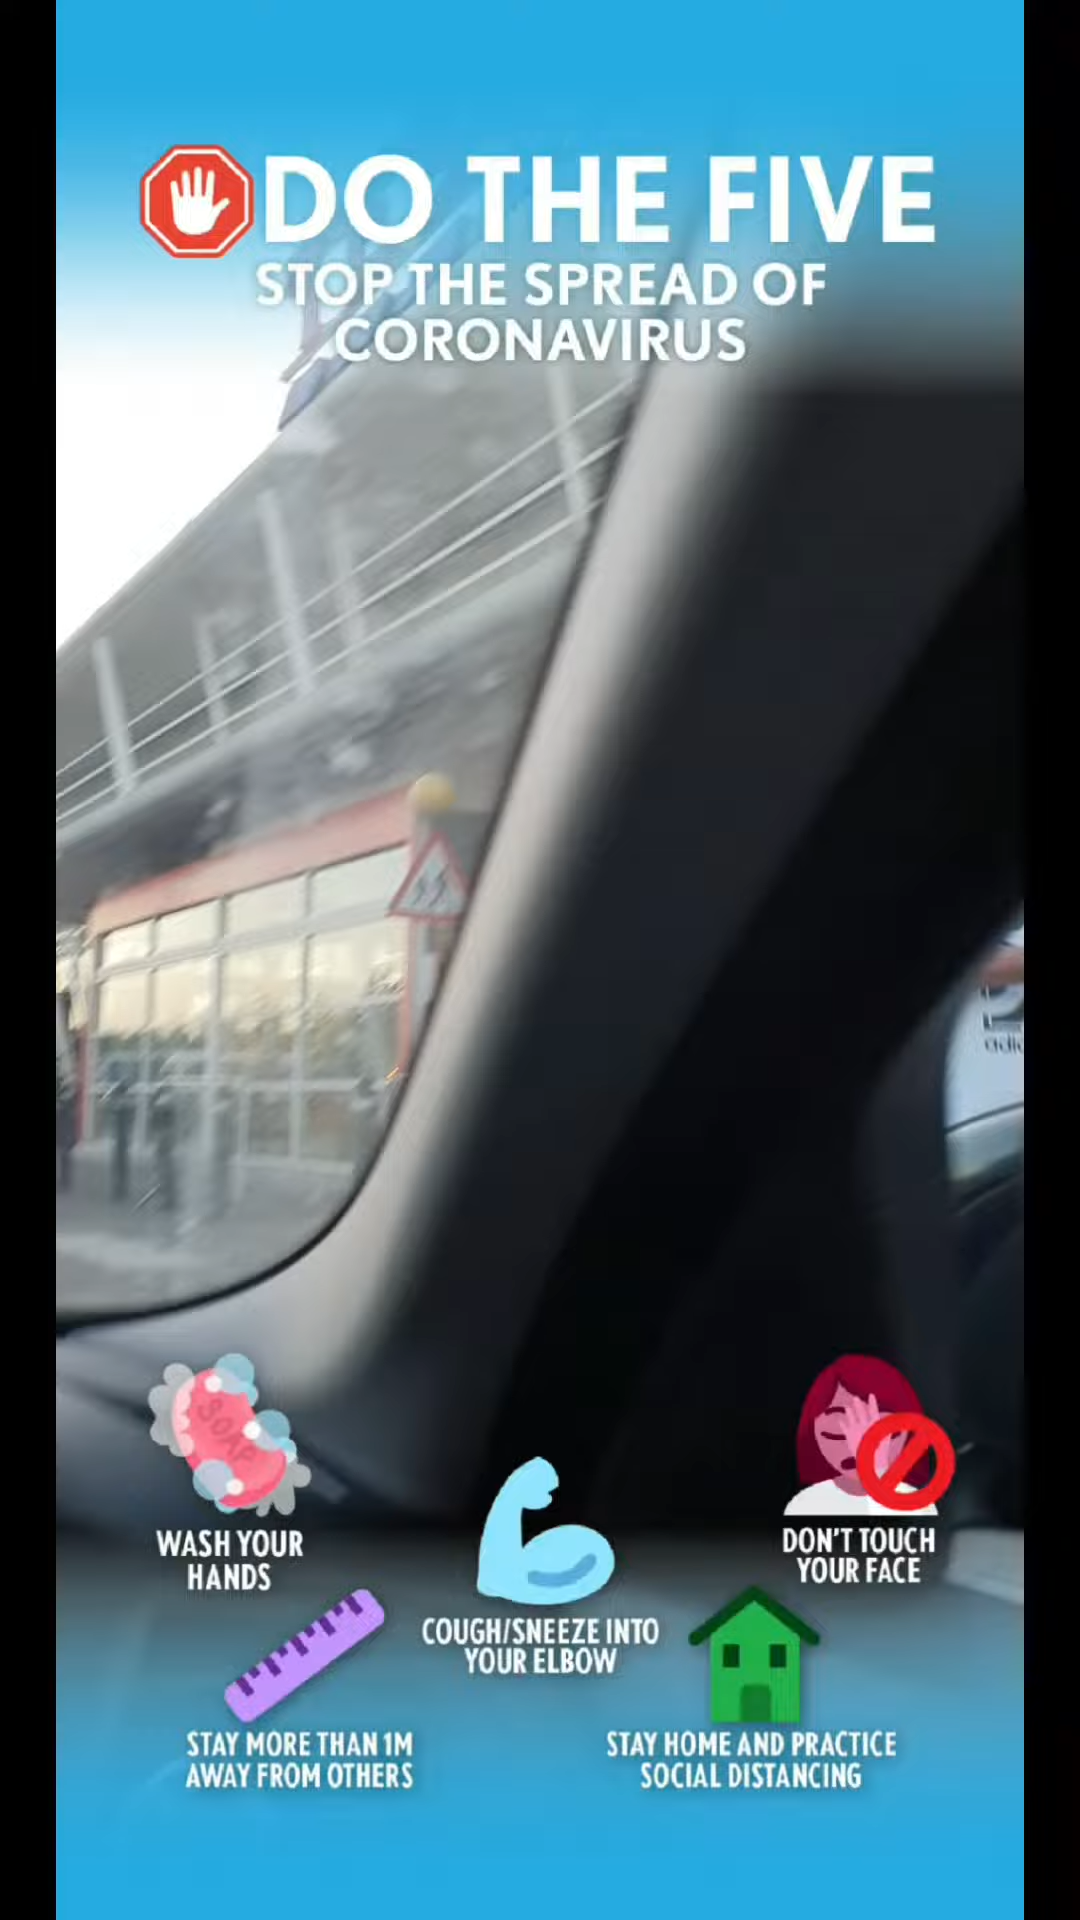 DO THE FIVE
STOP THE SPREAD OF
CORONAVIRUS
SOAP
WASH YOUR
HANDS
DON'T TOUCH
YOUR FACE
COUGH/SNEEZE INTO
YOUR ELBOW
STAY MORE THAN 1M
AWAY FROM OTHERS
STAY HOME AND PRACTICE
SOCIAL DISTANCING